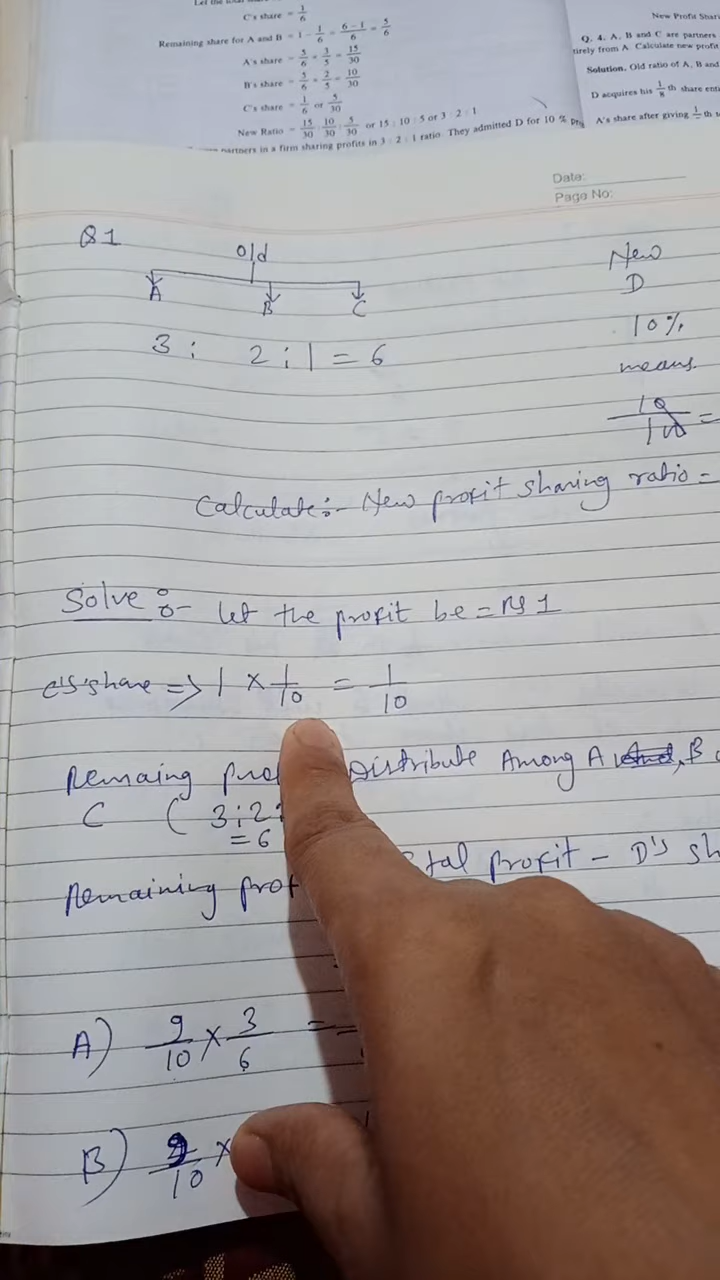 C's share = 1/6
Remaining share for A and B = 1 - 1/6 = 6-1/6 = 5/6
A's share = 5/6 × 3/5 = 15/30
B's share = 5/6 × 2/5 = 10/30
C's share = 1/6 or 5/30
New Ratio = 15/30 : 10/30 : 5/30 or 15 : 10 : 5 or 3 : 2 : 1
partners in a firm sharing profits in 3 : 2 : 1 ratio. They admitted D for 10 %
New Profit Shar
Q. 4. A, B and C are partners
tirely from A. Calculate new profit
Solution. Old ratio of A, B and
D acquires his 1/8 th share ent
A's share after giving 1/8 th
Date:
Page No:
Q1
Old
New
A B C
D
3 : 2 : 1 = 6
10%
means
10/100 =
Calculate:- New profit sharing ratio =
Solve :- let the profit be = Rs 1
share => 1 × 1/10 = 1/10
Remaing Distribute Among A and, B
C ( 3:2:
= 6
Remaining prof tal profit - D's sh
A) 9/10 × 3/6 =
B) 9/10 ×